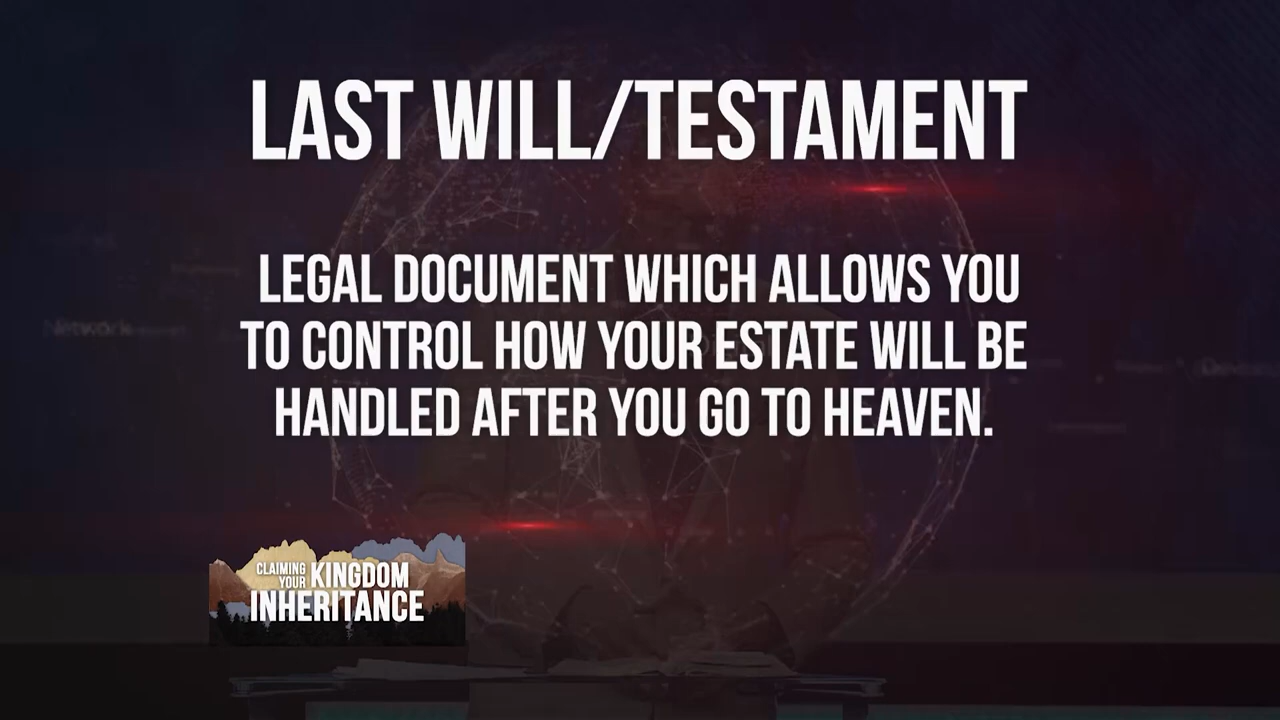 LAST WILL/TESTAMENT
LEGAL DOCUMENT WHICH ALLOWS YOU
TO CONTROL HOW YOUR ESTATE WILL BE
HANDLED AFTER YOU GO TO HEAVEN.
CLAIMING
YOUR KINGDOM
INHERITANCE
Network